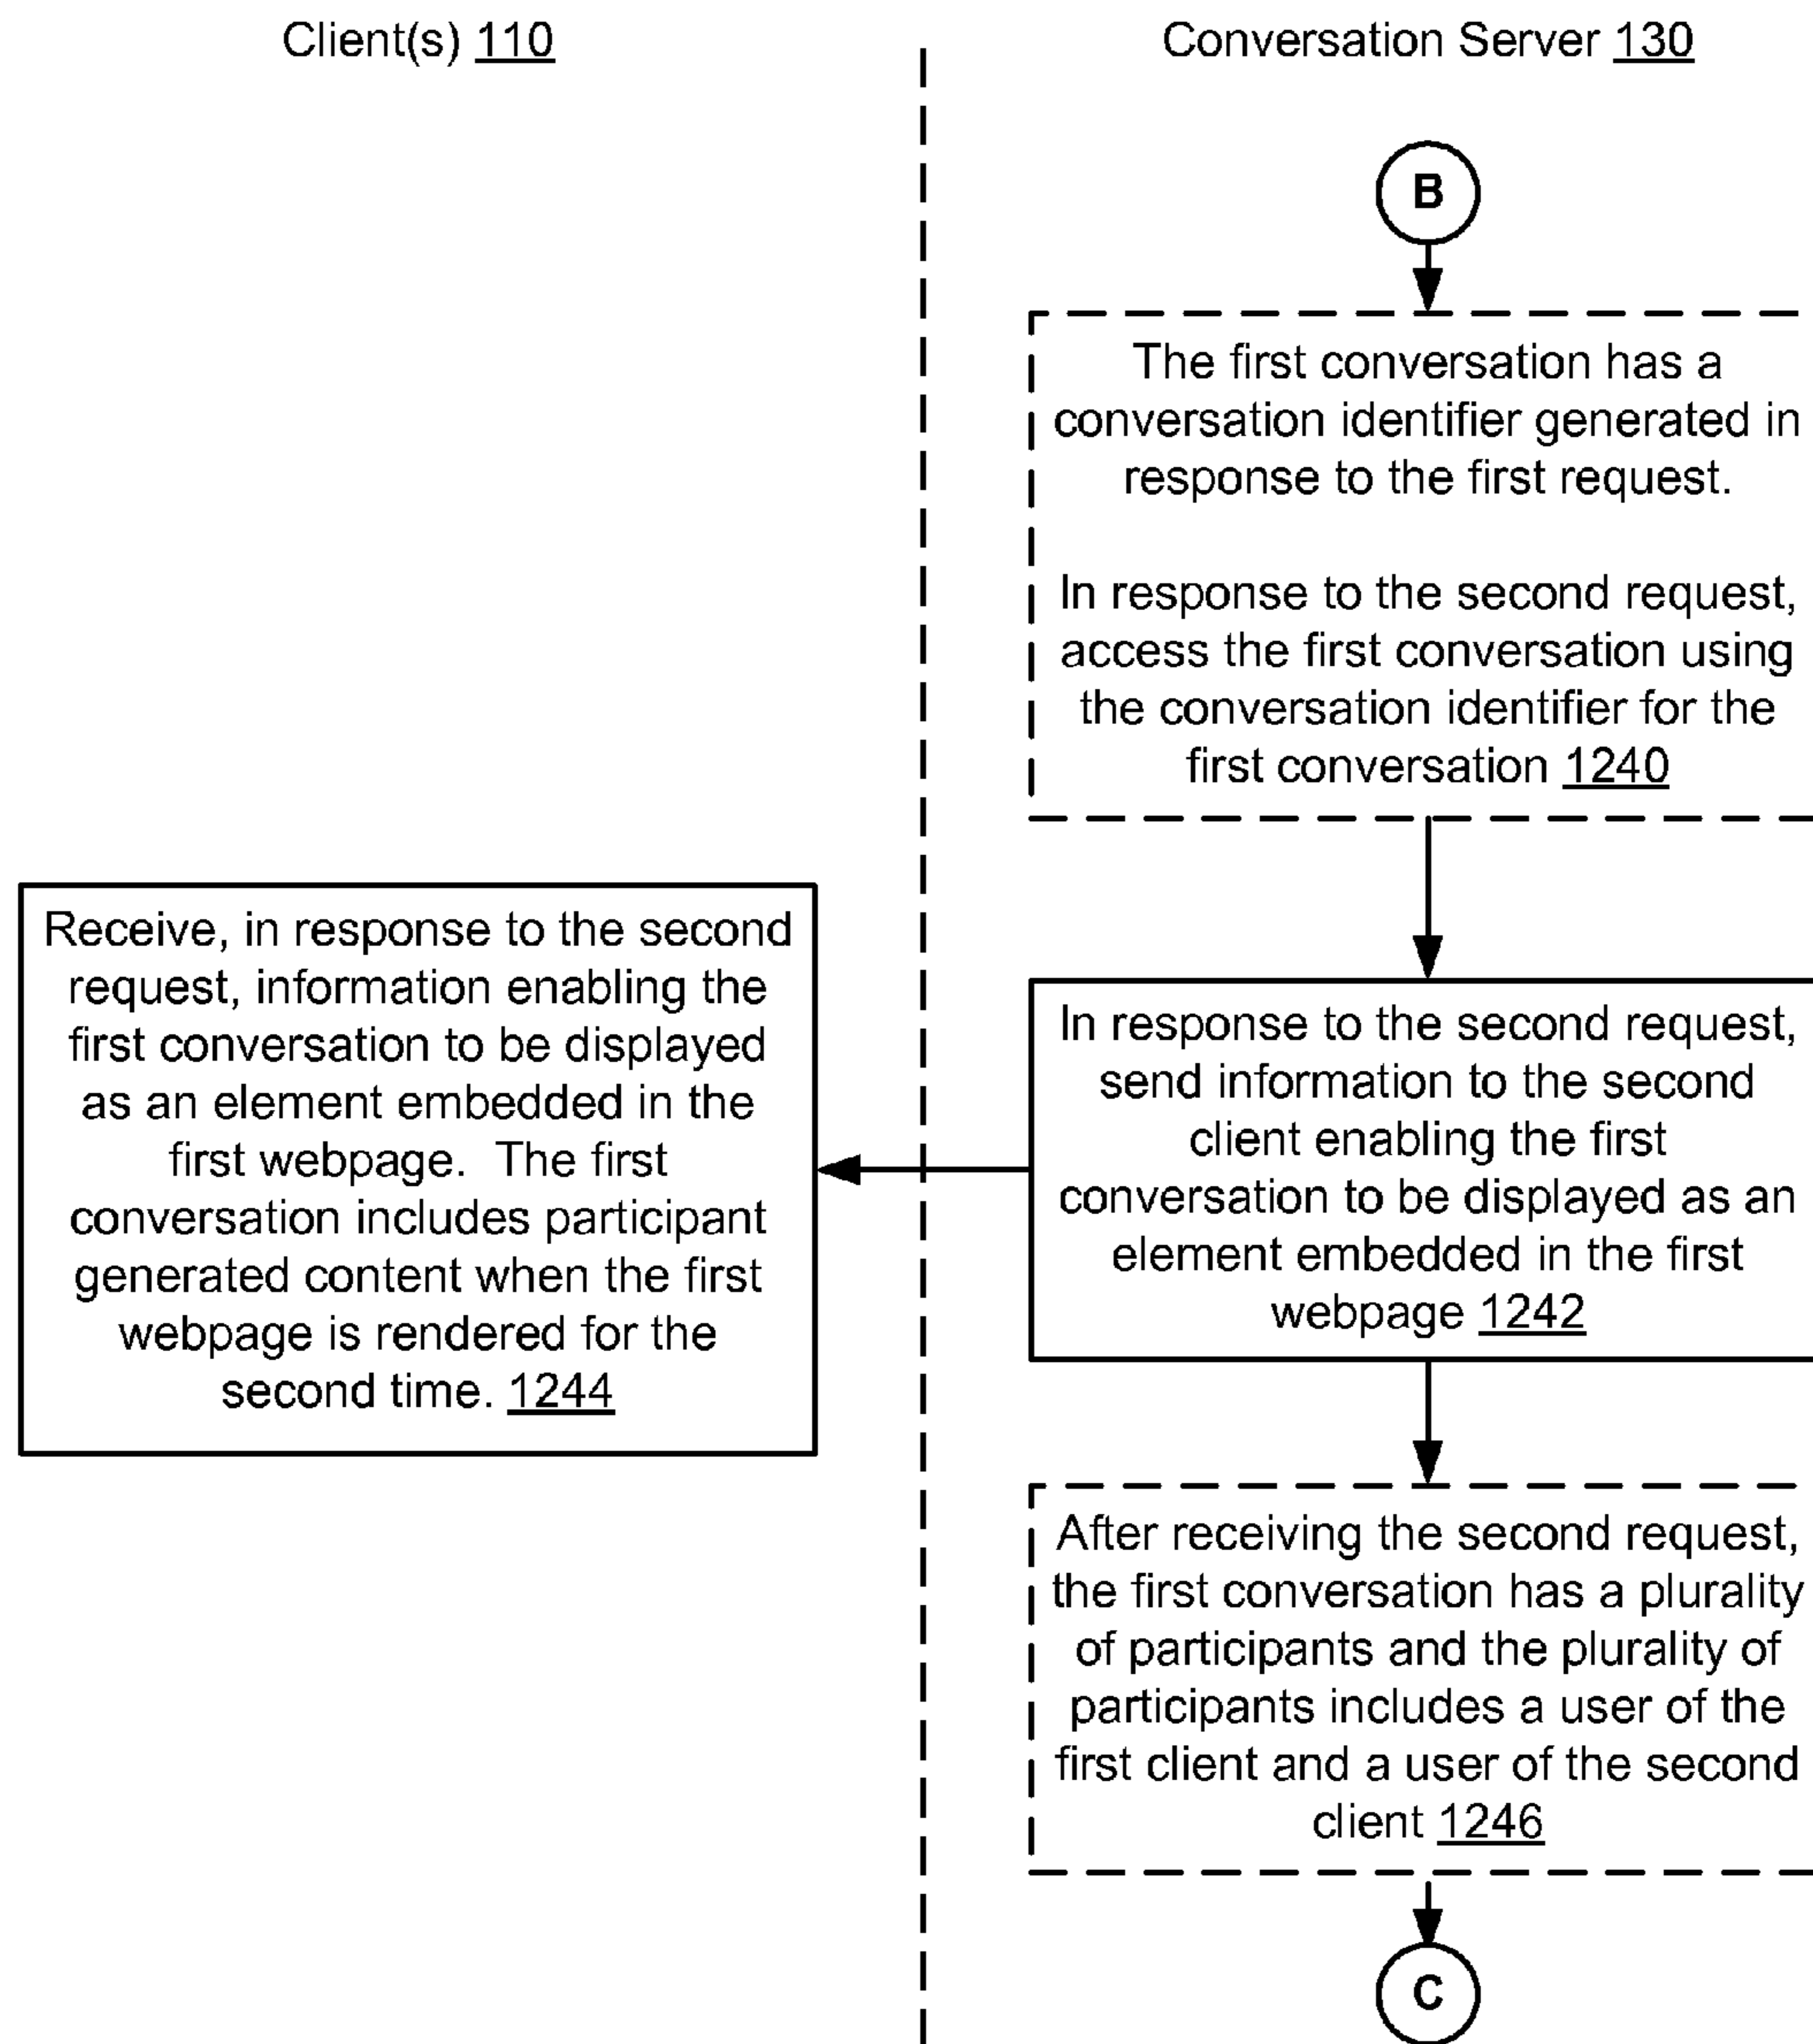 Client(s) 110
Conversation Server 130
B
The first conversation has a
conversation identifier generated in
response to the first request.
In response to the second request,
access the first conversation using
the conversation identifier for the
first conversation 1240
Receive, in response to the second
request, information enabling the
first conversation to be displayed
as an element embedded in the
first webpage.  The first
conversation includes participant
generated content when the first
webpage is rendered for the
second time. 1244
In response to the second request,
send information to the second
client enabling the first
conversation to be displayed as an
element embedded in the first
webpage 1242
After receiving the second request,
the first conversation has a plurality
of participants and the plurality of
participants includes a user of the
first client and a user of the second
client 1246
C